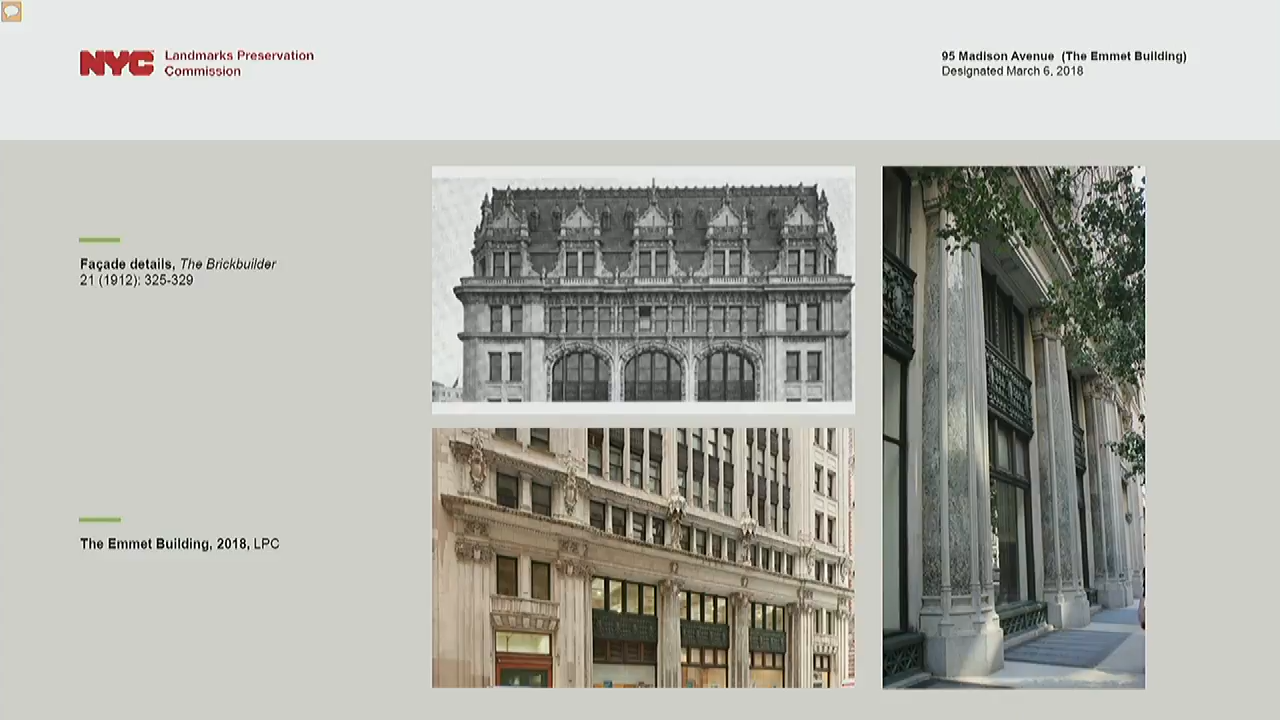 NYC Landmarks Preservation
Commission
95 Madison Avenue (The Emmet Building)
Designated March 6, 2018
Façade details, The Brickbuilder
21 (1912): 325-329
The Emmet Building, 2018, LPC